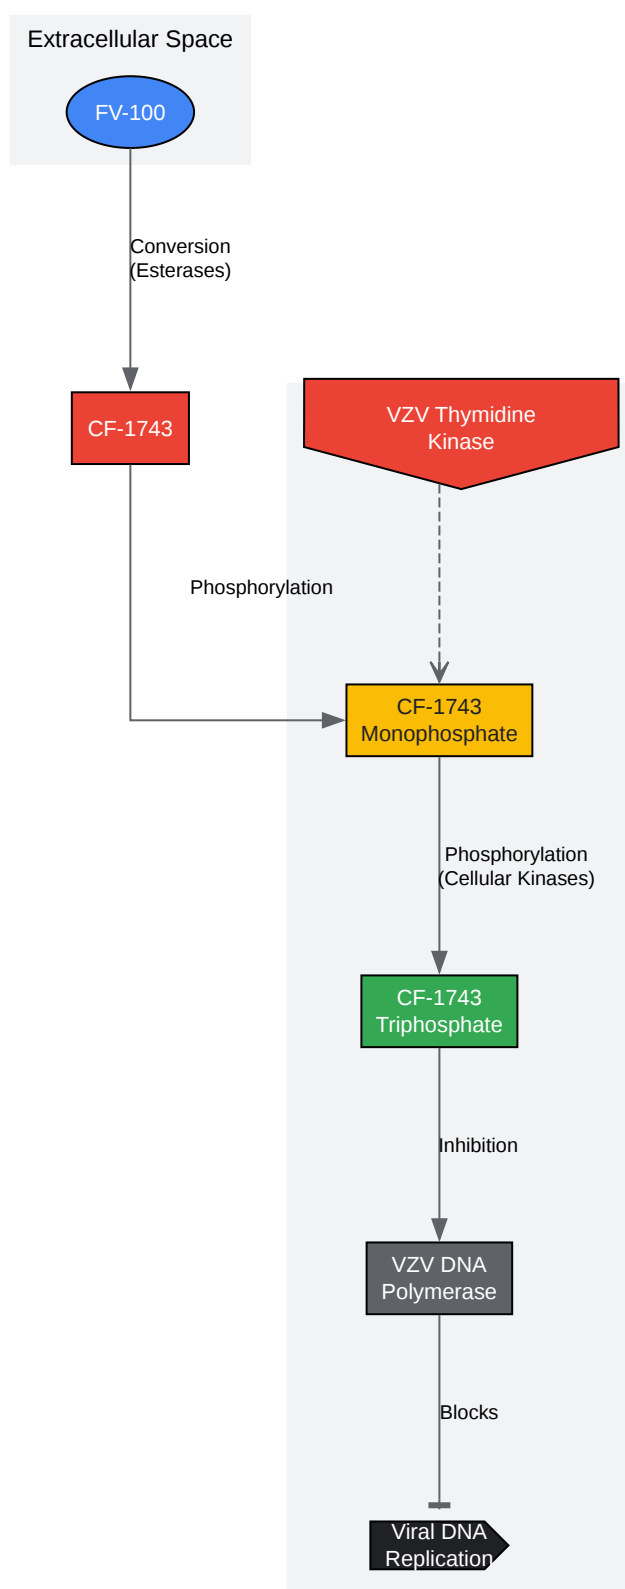 Extracellular Space
FV-100
Conversion
(Esterases)
CF-1743
VZV Thymidine
Kinase
Phosphorylation
CF-1743
Monophosphate
Phosphorylation
(Cellular Kinases)
CF-1743
Triphosphate
Inhibition
VZV DNA
Polymerase
Blocks
Viral DNA
Replication